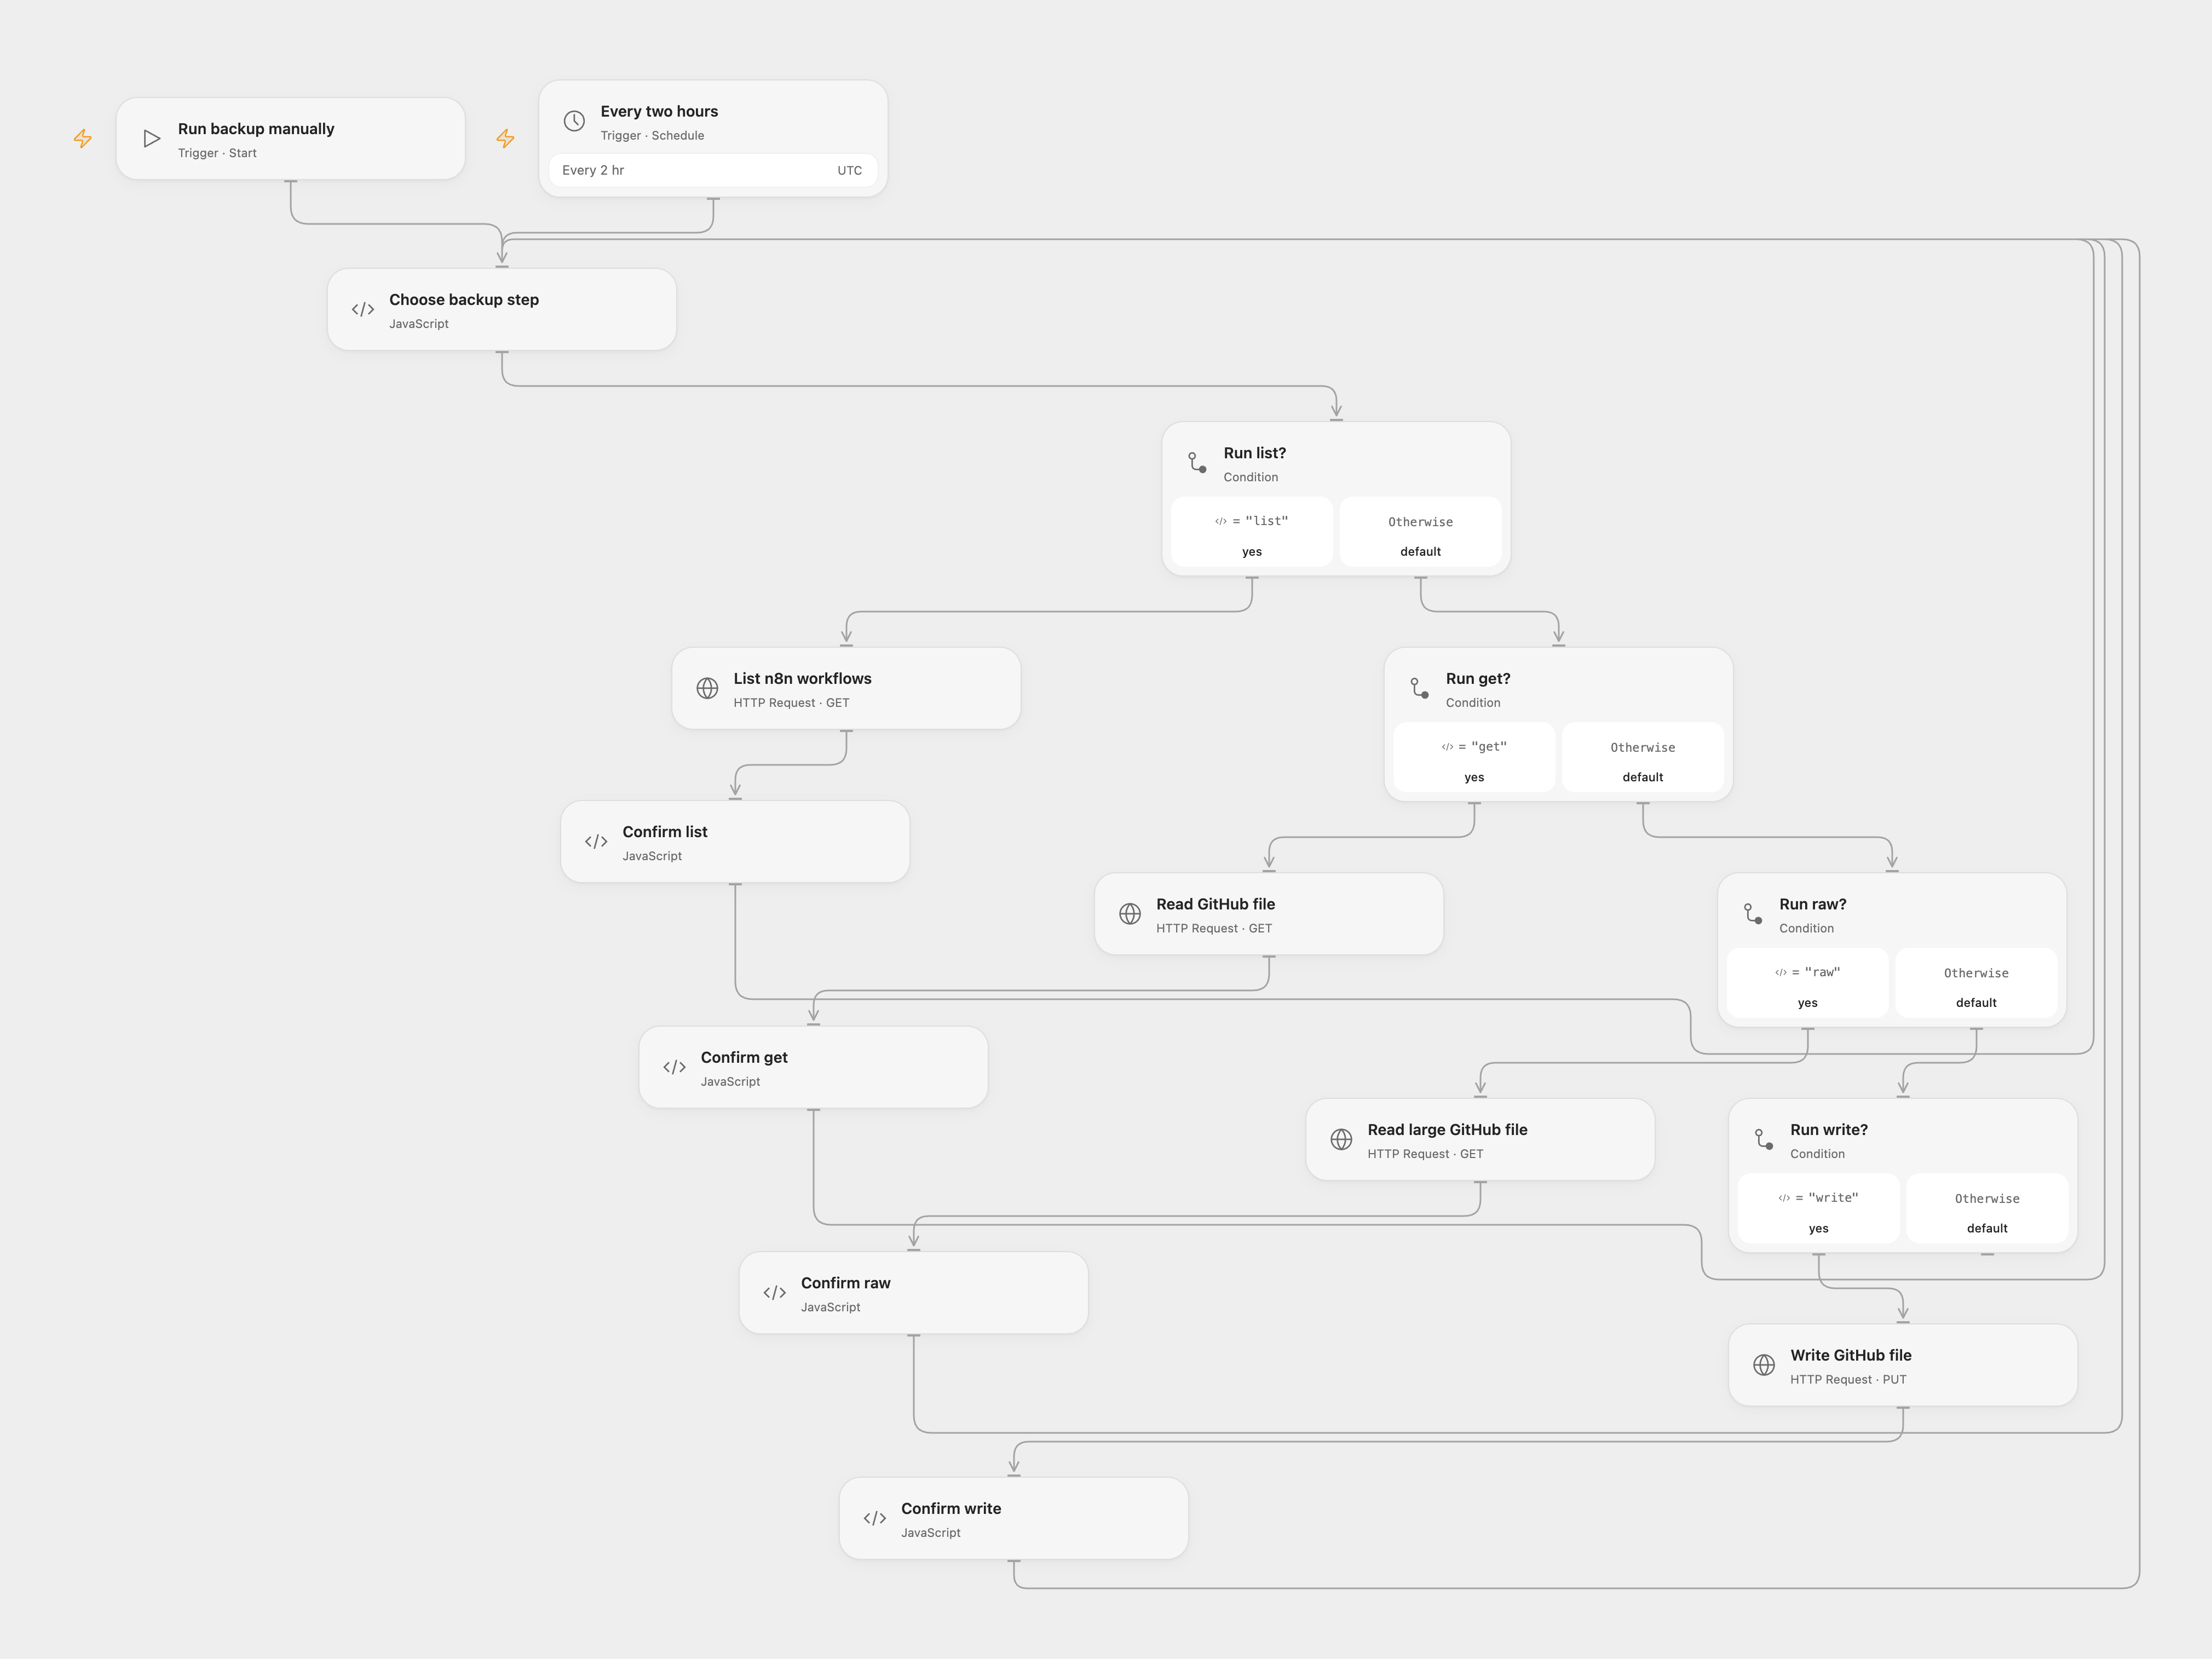 Run backup manually
Trigger · Start
Every two hours
Trigger · Schedule
Every 2 hr
UTC
Choose backup step
JavaScript
Run list?
Condition
</> = "list"
yes
Otherwise
default
List n8n workflows
HTTP Request · GET
Run get?
Condition
</> = "get"
yes
Otherwise
default
Confirm list
JavaScript
Read GitHub file
HTTP Request · GET
Run raw?
Condition
</> = "raw"
yes
Otherwise
default
Confirm get
JavaScript
Read large GitHub file
HTTP Request · GET
Run write?
Condition
</> = "write"
yes
Otherwise
default
Confirm raw
JavaScript
Write GitHub file
HTTP Request · PUT
Confirm write
JavaScript